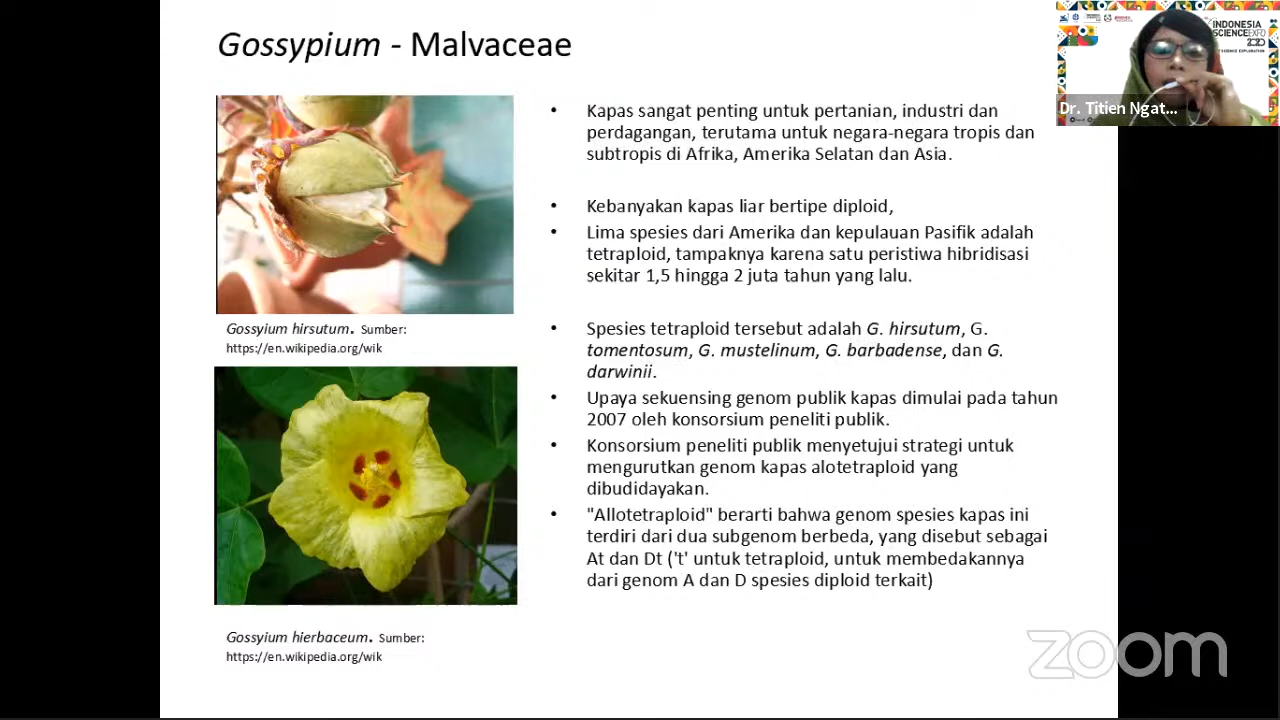 Gossypium - Malvaceae
INDONESIA
SCIENCE EXPO
2020
Dr. Titien Ngat...
• Kapas sangat penting untuk pertanian, industri dan
perdagangan, terutama untuk negara-negara tropis dan
subtropis di Afrika, Amerika Selatan dan Asia.
• Kebanyakan kapas liar bertipe diploid,
• Lima spesies dari Amerika dan kepulauan Pasifik adalah
tetraploid, tampaknya karena satu peristiwa hibridisasi
sekitar 1,5 hingga 2 juta tahun yang lalu.
• Spesies tetraploid tersebut adalah G. hirsutum, G.
tomentosum, G. mustelinum, G. barbadense, dan G.
darwinii.
• Upaya sekuensing genom publik kapas dimulai pada tahun
2007 oleh konsorsium peneliti publik.
• Konsorsium peneliti publik menyetujui strategi untuk
mengurutkan genom kapas alotetraploid yang
dibudidayakan.
• "Allotetraploid" berarti bahwa genom spesies kapas ini
terdiri dari dua subgenom berbeda, yang disebut sebagai
At dan Dt ('t' untuk tetraploid, untuk membedakannya
dari genom A dan D spesies diploid terkait)
Gossyium hirsutum. Sumber:
https://en.wikipedia.org/wik
Gossyium hierbaceum. Sumber:
https://en.wikipedia.org/wik
zoom